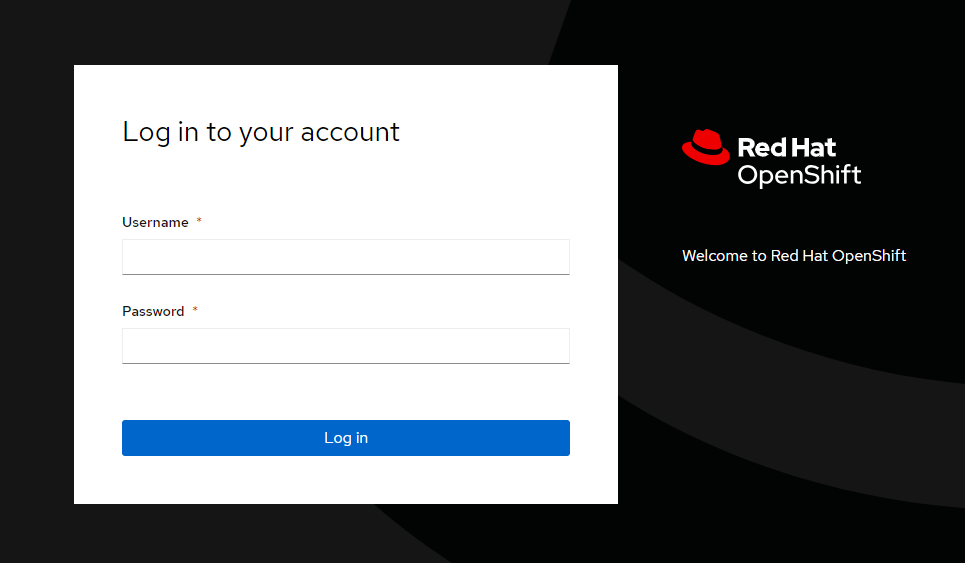 Log in to your account
Username *
Password *
Log in
Red Hat
OpenShift
Welcome to Red Hat OpenShift